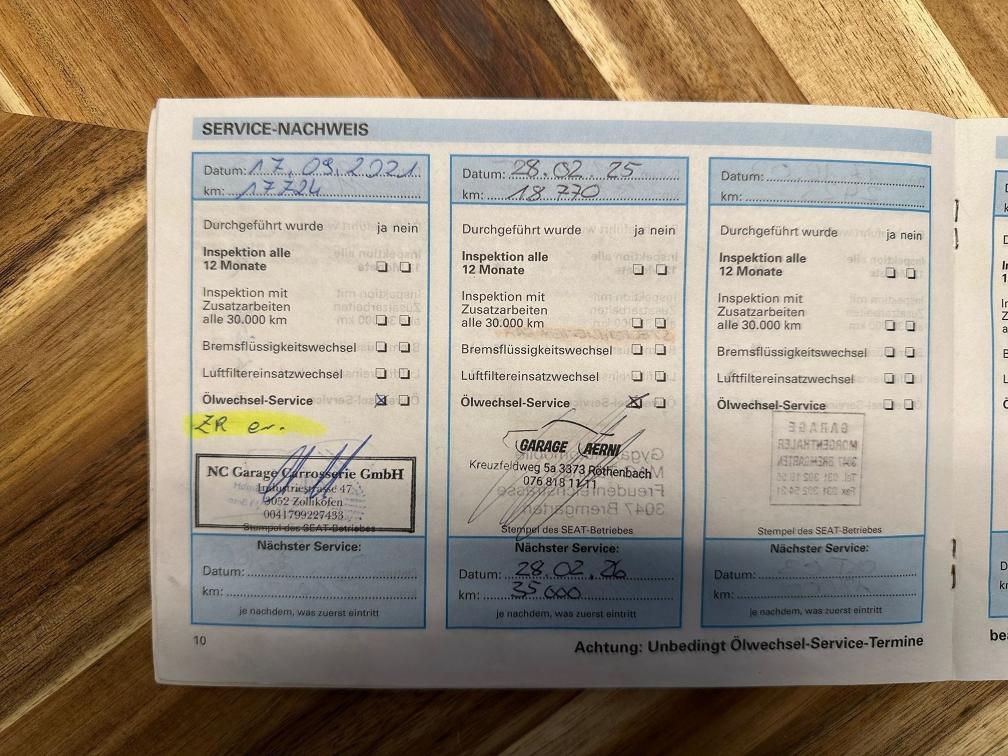 SERVICE-NACHWEIS
Datum: 17.09.2021
km: 17724
Durchgeführt wurde ja nein
Inspektion alle
12 Monate
Inspektion mit
Zusatzarbeiten
alle 30.000 km
Bremsflüssigkeitswechsel
Luftfiltereinsatzwechsel
Ölwechsel-Service
ZR er.
NC Garage Carrosserie GmbH
Industriestrasse 47
3052 Zollikofen
0041799227433
Stempel des SEAT-Betriebes
Nächster Service:
Datum:
km:
je nachdem, was zuerst eintritt
Datum: 28.02.25
km: 18770
Durchgeführt wurde ja nein
Inspektion alle
12 Monate
Inspektion mit
Zusatzarbeiten
alle 30.000 km
Bremsflüssigkeitswechsel
Luftfiltereinsatzwechsel
Ölwechsel-Service
GARAGE AERNI
Kreuzfeldweg 5a 3373 Röthenbach
076 818 11 11
Stempel des SEAT-Betriebes
Nächster Service:
Datum: 28.02.26
km: 35000
je nachdem, was zuerst eintritt
Datum:
km:
Durchgeführt wurde ja nein
Inspektion alle
12 Monate
Inspektion mit
Zusatzarbeiten
alle 30.000 km
Bremsflüssigkeitswechsel
Luftfiltereinsatzwechsel
Ölwechsel-Service
Stempel des SEAT-Betriebes
Nächster Service:
Datum:
km:
je nachdem, was zuerst eintritt
10
Achtung: Unbedingt Ölwechsel-Service-Termine